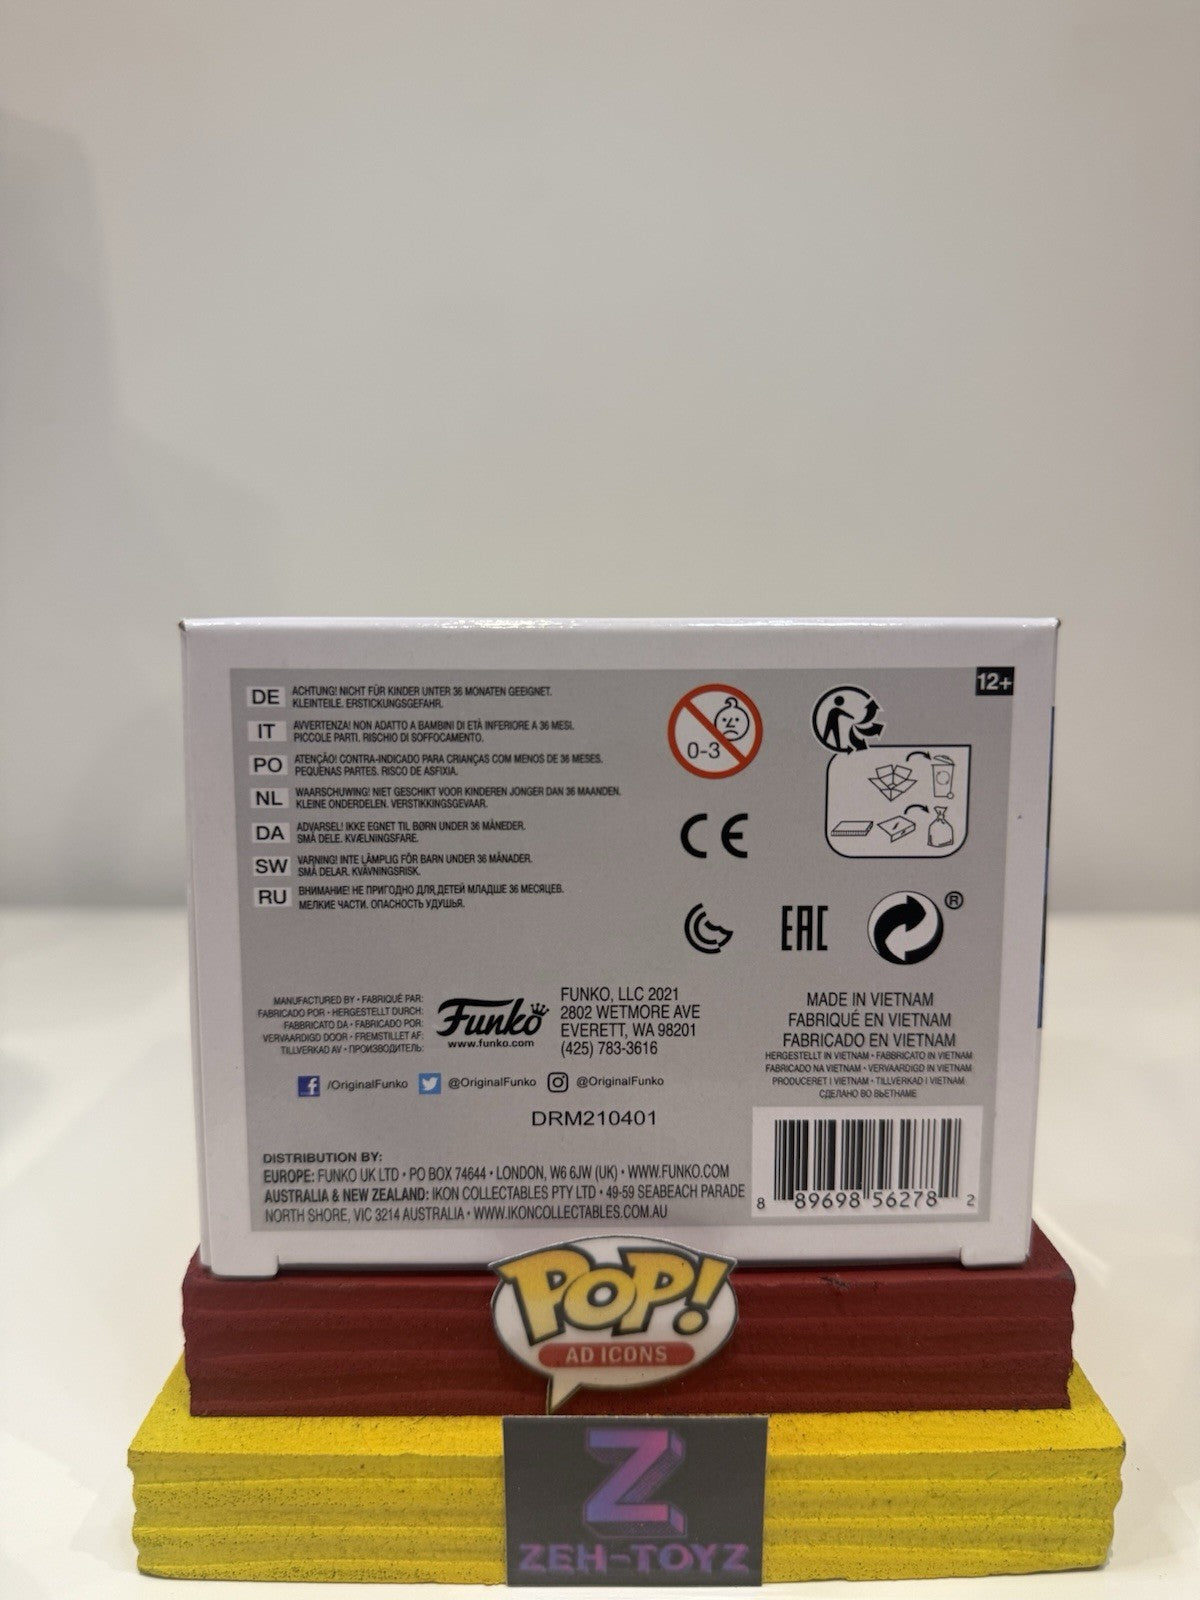 12+
DE ACHTUNG! NICHT FÜR KINDER UNTER 36 MONATEN GEEIGNET.
KLEINTEILE. ERSTICKUNGSGEFAHR.
IT AVVERTENZA! NON ADATTO A BAMBINI DI ETÀ INFERIORE A 36 MESI.
PICCOLE PARTI. RISCHIO DI SOFFOCAMENTO.
PO ATENÇÃO! CONTRA-INDICADO PARA CRIANÇAS COM MENOS DE 36 MESES.
PEQUENAS PARTES. RISCO DE ASFIXIA.
NL WAARSCHUWING! NIET GESCHIKT VOOR KINDEREN JONGER DAN 36 MAANDEN.
KLEINE ONDERDELEN. VERSTIKKINGSGEVAAR.
DA ADVARSEL! IKKE EGNET TIL BØRN UNDER 36 MÅNEDER.
SMÅ DELE. KVÆLNINGSFARE.
SW VARNING! INTE LÄMPLIG FÖR BARN UNDER 36 MÅNADER.
SMÅ DELAR. KVÄVNINGSRISK.
RU ВНИМАНИЕ! НЕ ПРИГОДНО ДЛЯ ДЕТЕЙ МЛАДШЕ 36 МЕСЯЦЕВ.
МЕЛКИЕ ЧАСТИ. ОПАСНОСТЬ УДУШЬЯ.
0-3
CE
EAC
®
MANUFACTURED BY • FABRIQUÉ PAR:
FABRICADO POR • HERGESTELLT DURCH:
FABBRICATO DA • FABRICADO POR:
VERVAARDIGD DOOR • FREMSTILLET AF:
TILLVERKAD AV • ПРОИЗВОДИТЕЛЬ:
Funko
www.funko.com
FUNKO, LLC 2021
2802 WETMORE AVE
EVERETT, WA 98201
(425) 783-3616
/OriginalFunko @OriginalFunko @OriginalFunko
DRM210401
MADE IN VIETNAM
FABRIQUÉ EN VIETNAM
FABRICADO EN VIETNAM
HERGESTELLT IN VIETNAM • FABBRICATO IN VIETNAM
FABRICADO NA VIETNAM • VERVAARDIGD IN VIETNAM
PRODUCERET I VIETNAM • TILLVERKAD I VIETNAM
СДЕЛАНО ВО ВЬЕТНАМЕ
DISTRIBUTION BY:
EUROPE: FUNKO UK LTD • PO BOX 74644 • LONDON, W6 6JW (UK) • WWW.FUNKO.COM
AUSTRALIA & NEW ZEALAND: IKON COLLECTABLES PTY LTD • 49-59 SEABEACH PARADE
NORTH SHORE, VIC 3214 AUSTRALIA • WWW.IKONCOLLECTABLES.COM.AU
8 89698 56278 2
POP!
AD ICONS
Z
ZEH-TOYZ